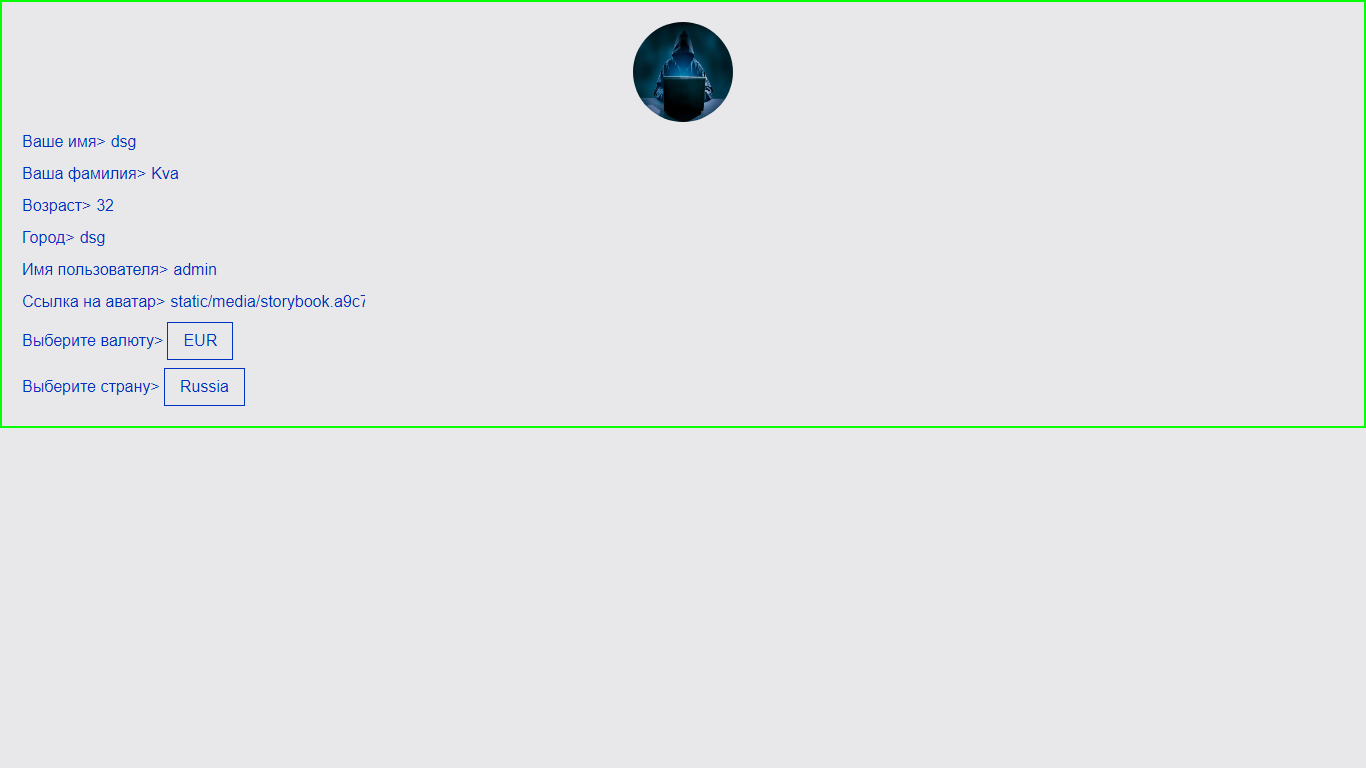 Ваше имя> dsg
Ваша фамилия> Kva
Возраст> 32
Город> dsg
Имя пользователя> admin
Ссылка на аватар> static/media/storybook.a9c7
Выберите валюту> EUR
Выберите страну> Russia